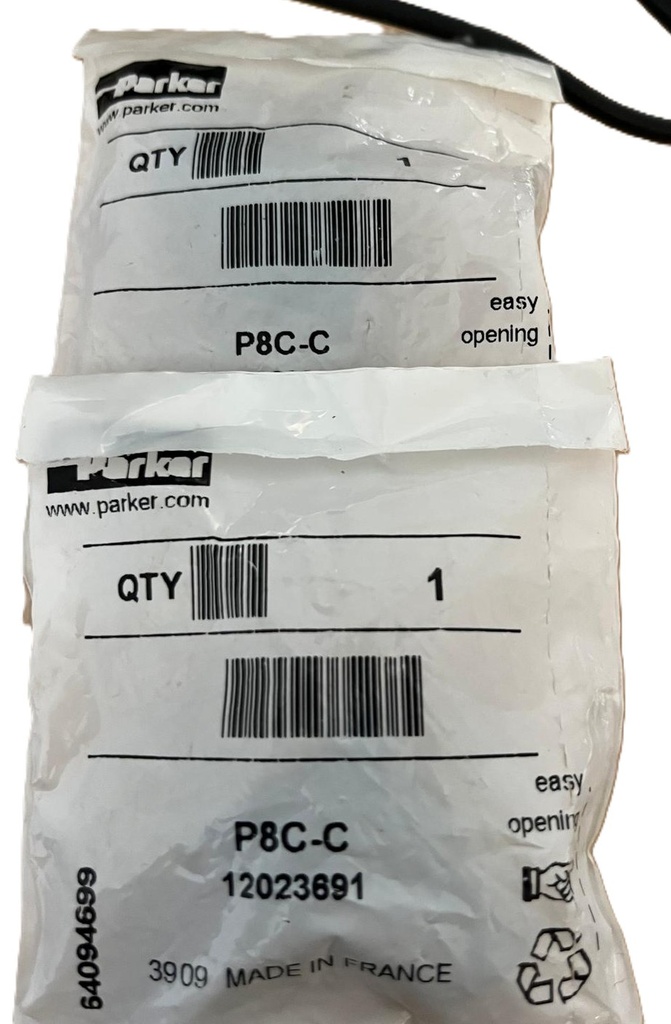 Parker
www.parker.com
QTY 1
easy
opening
P8C-C
Parker
www.parker.com
QTY 1
easy
opening
P8C-C
12023691
64094699
3909 MADE IN FRANCE